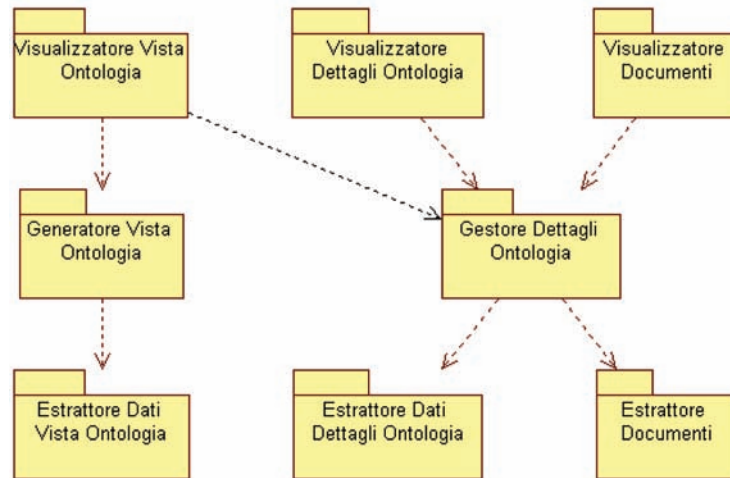 Visualizzatore Vista
Ontologia
Visualizzatore
Dettagli Ontologia
Visualizzatore
Documenti
Generatore Vista
Ontologia
Gestore Dettagli
Ontologia
Estrattore Dati
Vista Ontologia
Estrattore Dati
Dettagli Ontologia
Estrattore
Documenti